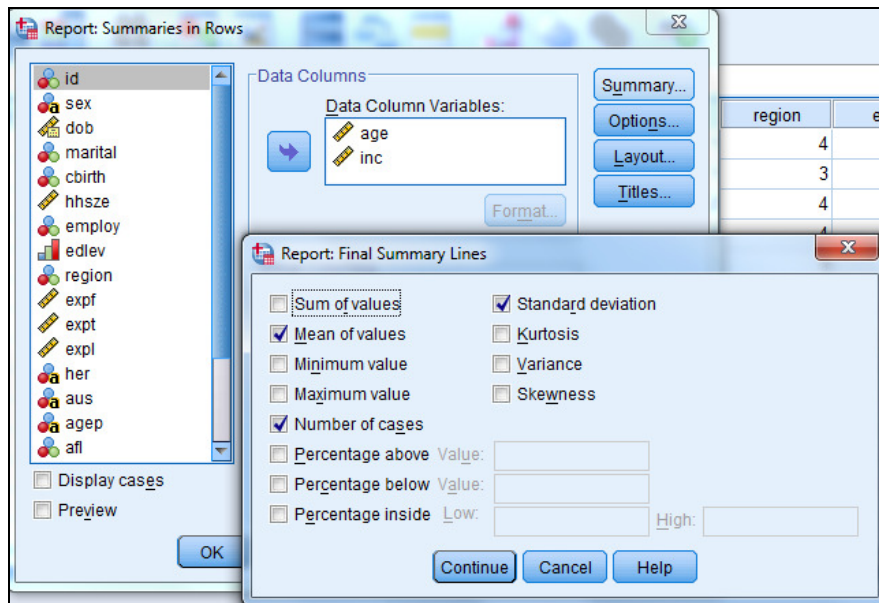 Report: Summaries in Rows
id
sex
dob
marital
cbirth
hhsze
employ
edlev
region
expf
expt
expl
her
aus
agep
afl
Display cases
Preview
OK
Data Columns
Data Column Variables:
age
inc
Format...
Summary...
Options...
Layout...
Titles...
region e
4
3
4
Report: Final Summary Lines
Sum of values
Standard deviation
Mean of values
Kurtosis
Minimum value
Variance
Maximum value
Skewness
Number of cases
Percentage above Value:
Percentage below Value:
Percentage inside Low: High:
Continue Cancel Help